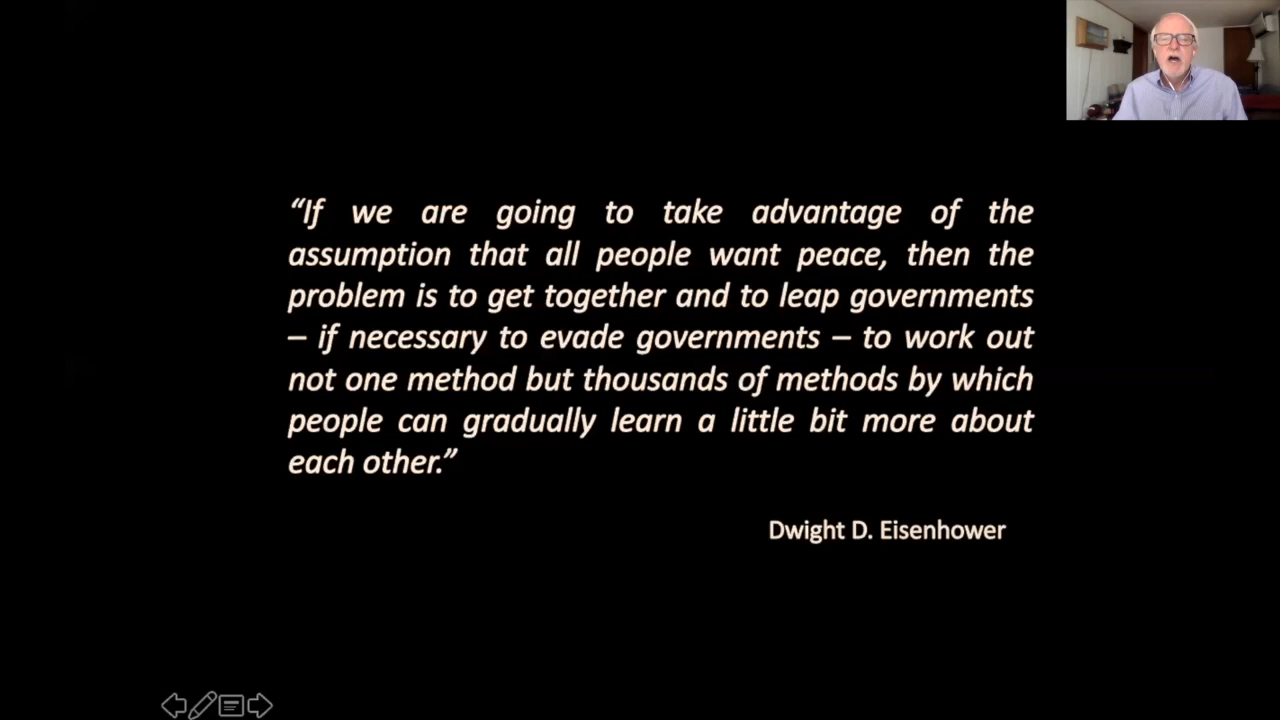 “If we are going to take advantage of the
assumption that all people want peace, then the
problem is to get together and to leap governments
– if necessary to evade governments – to work out
not one method but thousands of methods by which
people can gradually learn a little bit more about
each other.”
Dwight D. Eisenhower